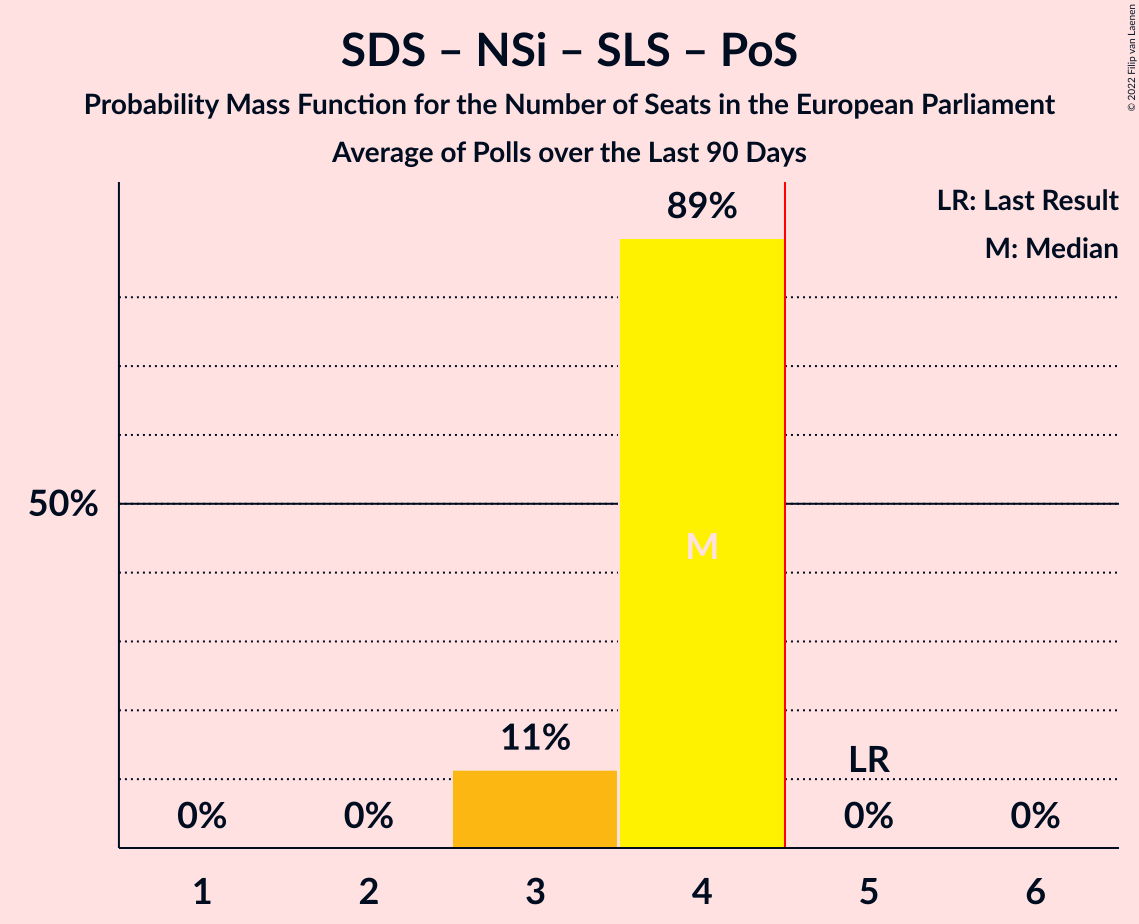 SDS – NSi – SLS – PoS
Probability Mass Function for the Number of Seats in the European Parliament
Average of Polls over the Last 90 Days
© 2022 Filip van Laenen
LR: Last Result
M: Median
89%
50%
M
11%
LR
0% 0% 0% 0%
1 2 3 4 5 6